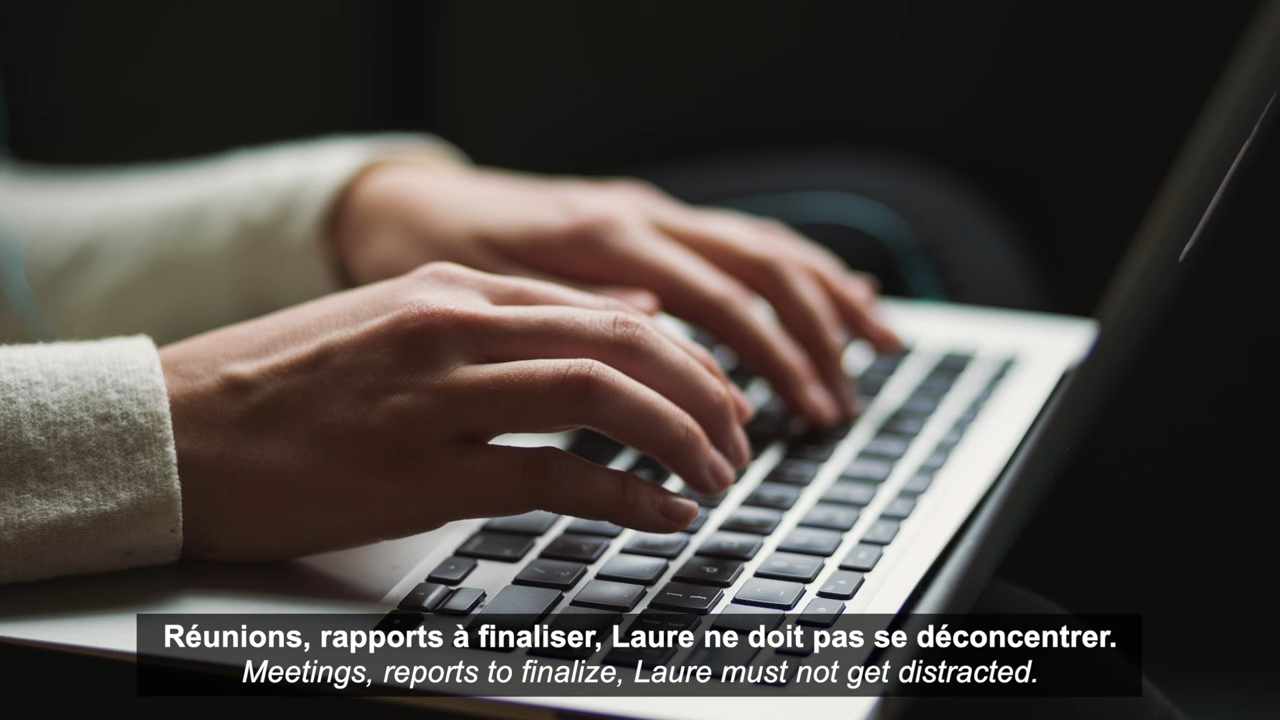 Réunions, rapports à finaliser, Laure ne doit pas se déconcentrer.
Meetings, reports to finalize, Laure must not get distracted.